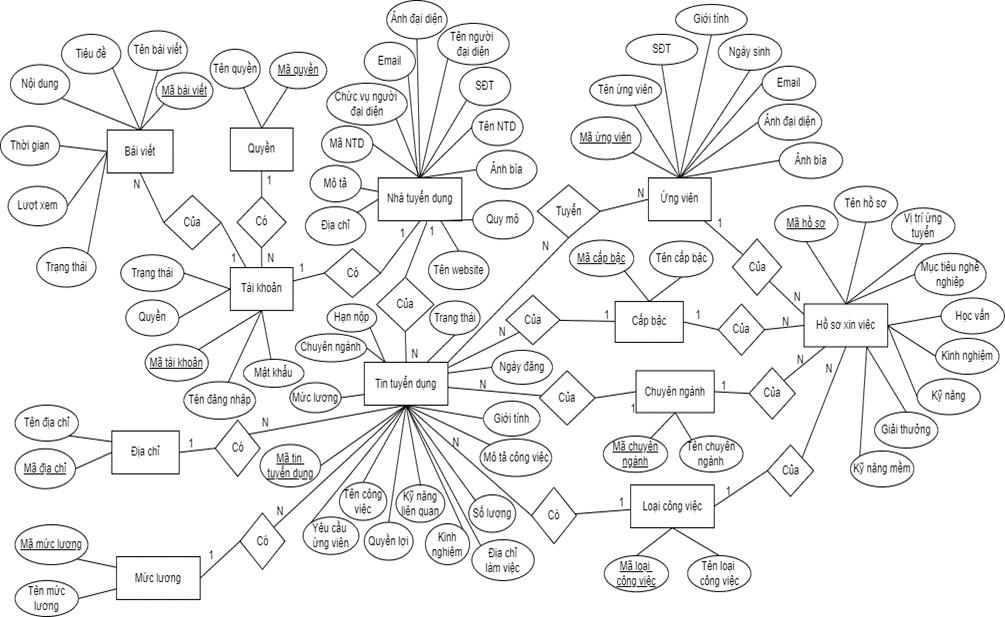 Ảnh đại diện
Giới tính
Tiêu đề
Tên bài viết
Tên người
đại diện
SĐT
Ngày sinh
Tên quyền
Mã quyền
Email
Nội dung
Mã bài viết
SĐT
Tên ứng viên
Email
Chức vụ người
đại diện
Ảnh đại diện
Tên NTD
Mã ứng viên
Thời gian
Bài viết
Quyền
Mã NTD
Ảnh bìa
Ảnh bìa
N
1
Mô tả
Nhà tuyển dụng
N
Ứng viên
Tên hồ sơ
Lượt xem
Của
Có
Địa chỉ
Quy mô
Tuyển
Mã hồ sơ
Vị trí ứng
tuyển
1
1
1
N
Trạng thái
1
N
1
Có
Tên website
Mã cấp bậc
Tên cấp bậc
Của
Mục tiêu nghề
nghiệp
Trạng thái
Tài khoản
N
Của
Quyền
Hạn nộp
Trạng thái
N
Của
1
Cấp bậc
1
Của
N
Hồ sơ xin việc
Học vấn
Chuyên ngành
N
N
Kinh nghiệm
Mã tài khoản
Mật khẩu
Ngày đăng
N
Tin tuyển dụng
N
Của
Chuyên ngành
1
Của
Kỹ năng
Tên đăng nhập
Mức lương
1
Tên địa chỉ
Giới tính
Giải thưởng
N
Địa chỉ
1
Có
N
Mã chuyên
ngành
Tên chuyên
ngành
Mã địa chỉ
Mã tin
tuyển dụng
Mô tả công việc
Của
Kỹ năng mềm
Tên công
việc
Kỹ năng
liên quan
1
1
Loại công việc
N
Số lượng
Có
Mã mức lương
1
Có
Yêu cầu
ứng viên
Quyền lợi
Kinh
nghiệm
Địa chỉ
làm việc
Mức lương
Tên mức
lương
Mã loại
công việc
Tên loại
công việc